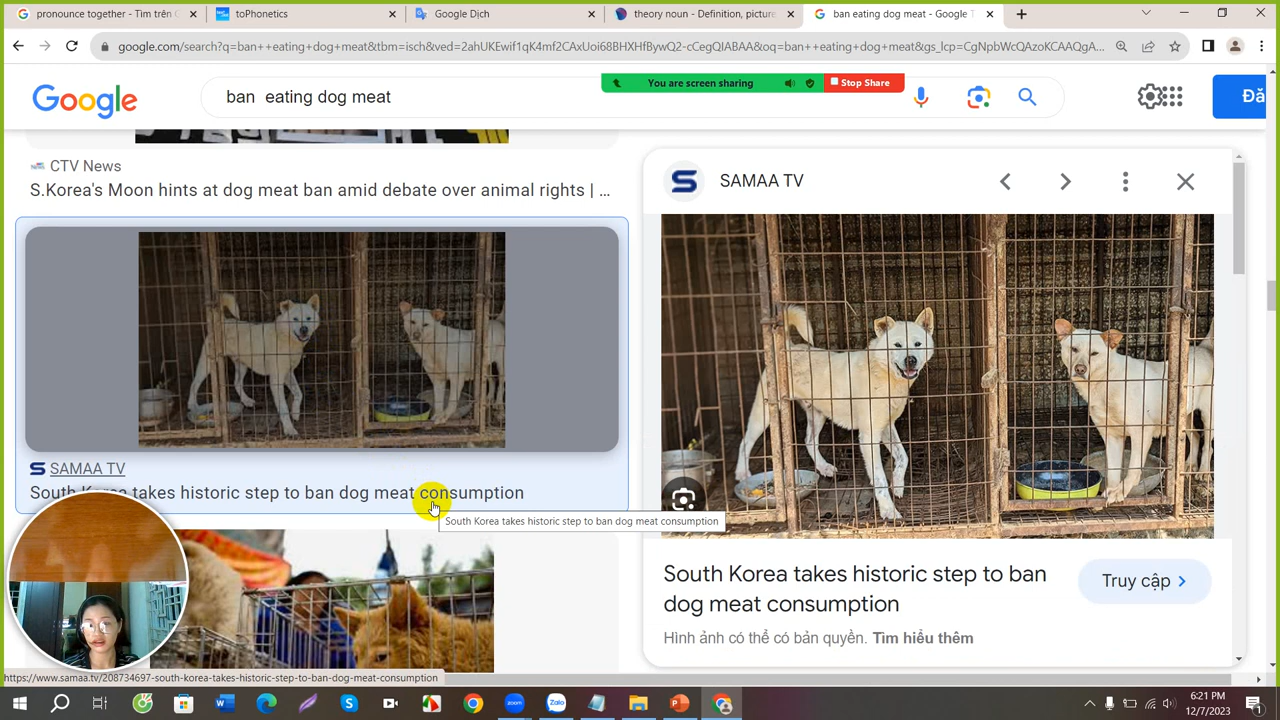 pronounce together - Tìm trên G
toPhonetics
Google Dịch
theory noun - Definition, picture
ban eating dog meat - Google T
google.com/search?q=ban++eating+dog+meat&tbm=isch&ved=2ahUKEwif1qK4mf2CAxUoi68BHXfBywQ2-cCegQIABAA&oq=ban++eating+dog+meat&gs_lcp=CgNpbWcQAzoKCAAQgA...
Google
ban eating dog meat
You are screen sharing
Stop Share
Đă
CTV News
S.Korea's Moon hints at dog meat ban amid debate over animal rights | ...
SAMAA TV
South Korea takes historic step to ban dog meat consumption
South Korea takes historic step to ban dog meat consumption
SAMAA TV
South Korea takes historic step to ban
dog meat consumption
Truy cập
Hình ảnh có thể có bản quyền. Tìm hiểu thêm
https://www.samaa.tv/208734697-south-korea-takes-historic-step-to-ban-dog-meat-consumption
zoom
Zalo
6:21 PM
12/7/2023